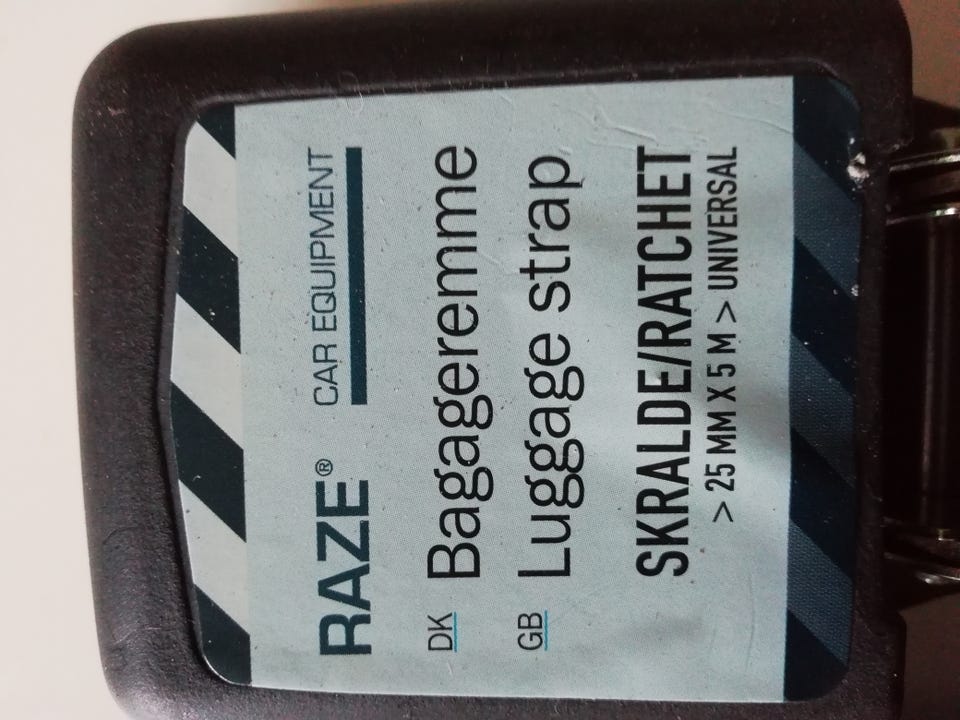 RAZE® CAR EQUIPMENT
DK Bagageremme
GB Luggage strap
SKRALDE/RATCHET
> 25 MM X 5 M > UNIVERSAL